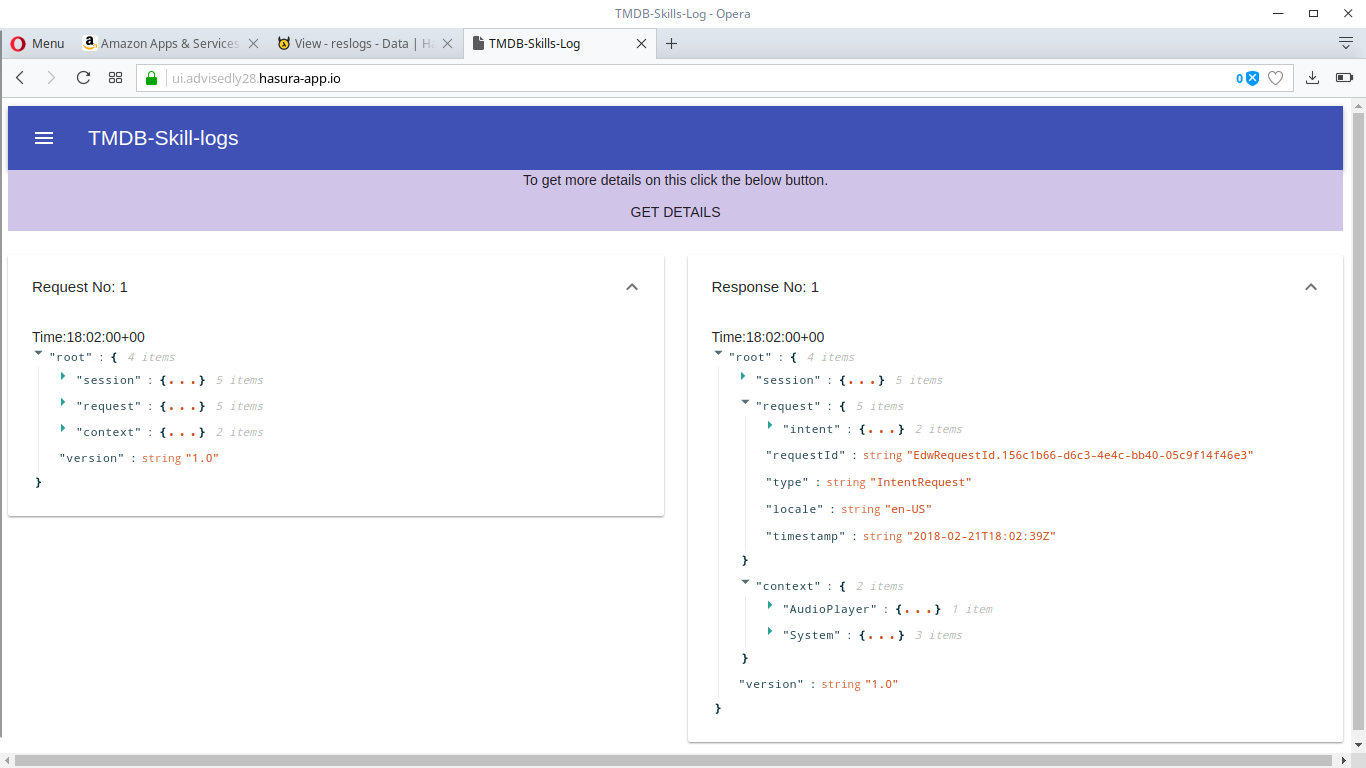 TMDB-Skills-Log - Opera
Menu
Amazon Apps & Services
View - reslogs - Data | Ha
TMDB-Skills-Log
ui.advisedly28.hasura-app.io
0
TMDB-Skill-logs
To get more details on this click the below button.
GET DETAILS
Request No: 1
Time:18:02:00+00
"root" : { 4 items
"session" : {...} 5 items
"request" : {...} 5 items
"context" : {...} 2 items
"version" : string "1.0"
}
Response No: 1
Time:18:02:00+00
"root" : { 4 items
"session" : {...} 5 items
"request" : { 5 items
"intent" : {...} 2 items
"requestId" : string "EdwRequestId.156c1b66-d6c3-4e4c-bb40-05c9f14f46e3"
"type" : string "IntentRequest"
"locale" : string "en-US"
"timestamp" : string "2018-02-21T18:02:39Z"
}
"context" : { 2 items
"AudioPlayer" : {...} 1 item
"System" : {...} 3 items
}
"version" : string "1.0"
}